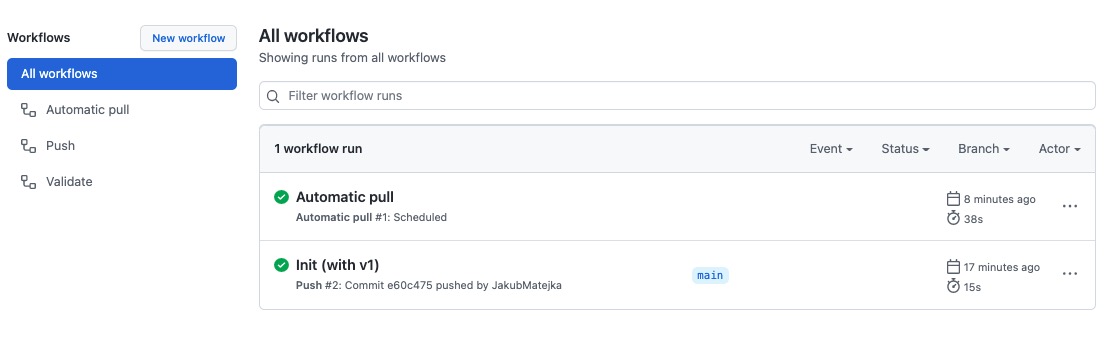 Workflows
New workflow
All workflows
Automatic pull
Push
Validate
All workflows
Showing runs from all workflows
Filter workflow runs
1 workflow run
Event
Status
Branch
Actor
Automatic pull
Automatic pull #1: Scheduled
8 minutes ago
38s
Init (with v1)
Push #2: Commit e60c475 pushed by JakubMatejka
main
17 minutes ago
15s